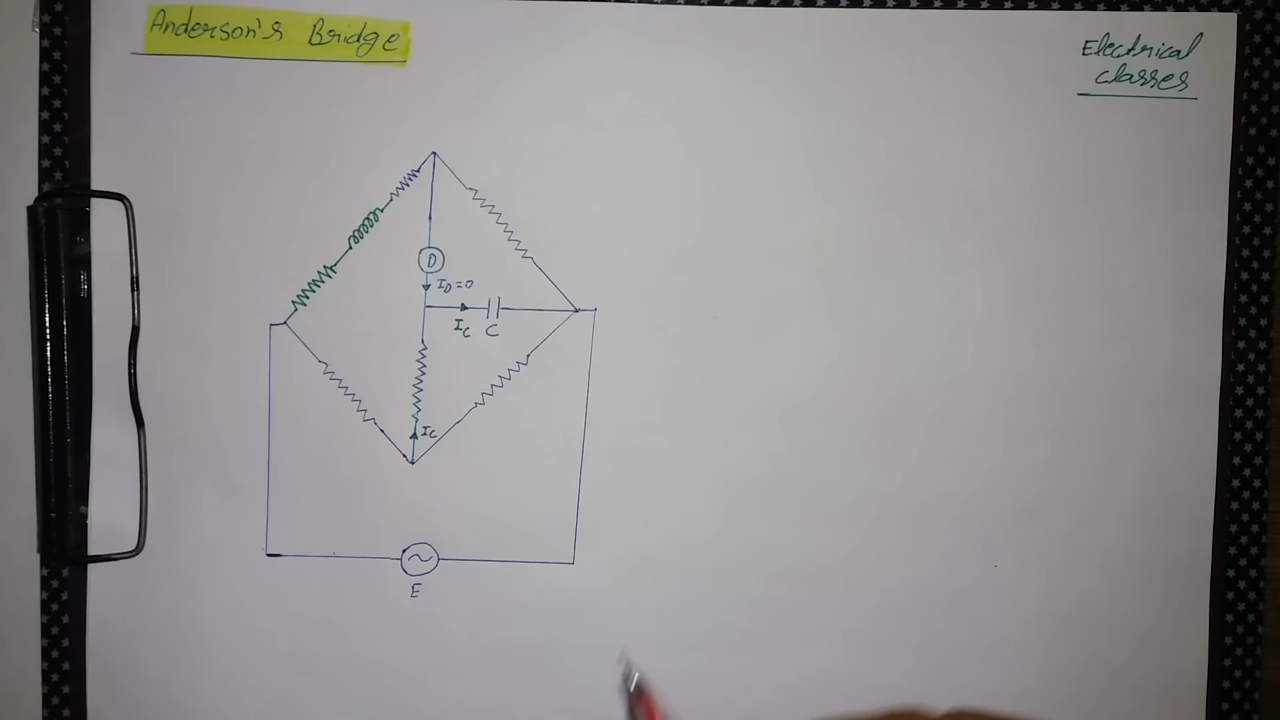 Anderson's Bridge
Electrical
classes
D
I_D=0
I_C
C
I_C
E